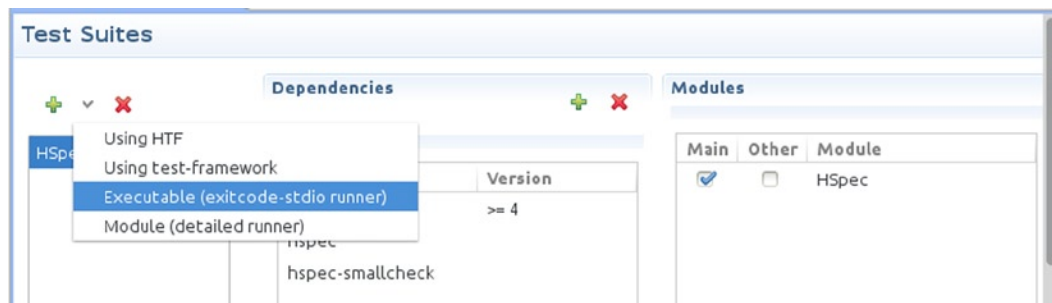 Test Suites
Dependencies
Modules
Using HTF
Using test-framework
Executable (exitcode-stdio runner)
Module (detailed runner)
Version
>= 4
hspec-smallcheck
Main Other Module
HSpec